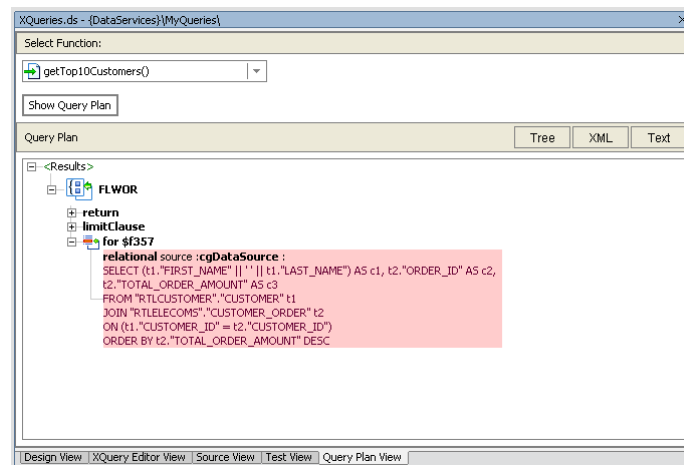 XQueries.ds - {DataServices}\MyQueries\
Select Function:
getTop10Customers()
Show Query Plan
Query Plan
Tree
XML
Text
<Results>
FLWOR
return
limitClause
for $f357
relational source :cgDataSource :
SELECT (t1."FIRST_NAME" || ' ' || t1."LAST_NAME") AS c1, t2."ORDER_ID" AS c2,
t2."TOTAL_ORDER_AMOUNT" AS c3
FROM "RTLCUSTOMER"."CUSTOMER" t1
JOIN "RTLELECOMS"."CUSTOMER_ORDER" t2
ON (t1."CUSTOMER_ID" = t2."CUSTOMER_ID")
ORDER BY t2."TOTAL_ORDER_AMOUNT" DESC
Design View | XQuery Editor View | Source View | Test View | Query Plan View